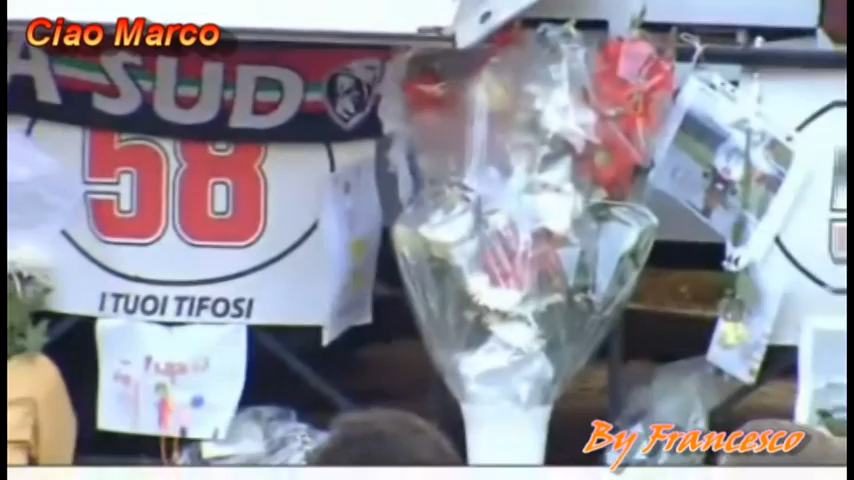 Ciao Marco
A SUD
58
I TUOI TIFOSI
By Francesco